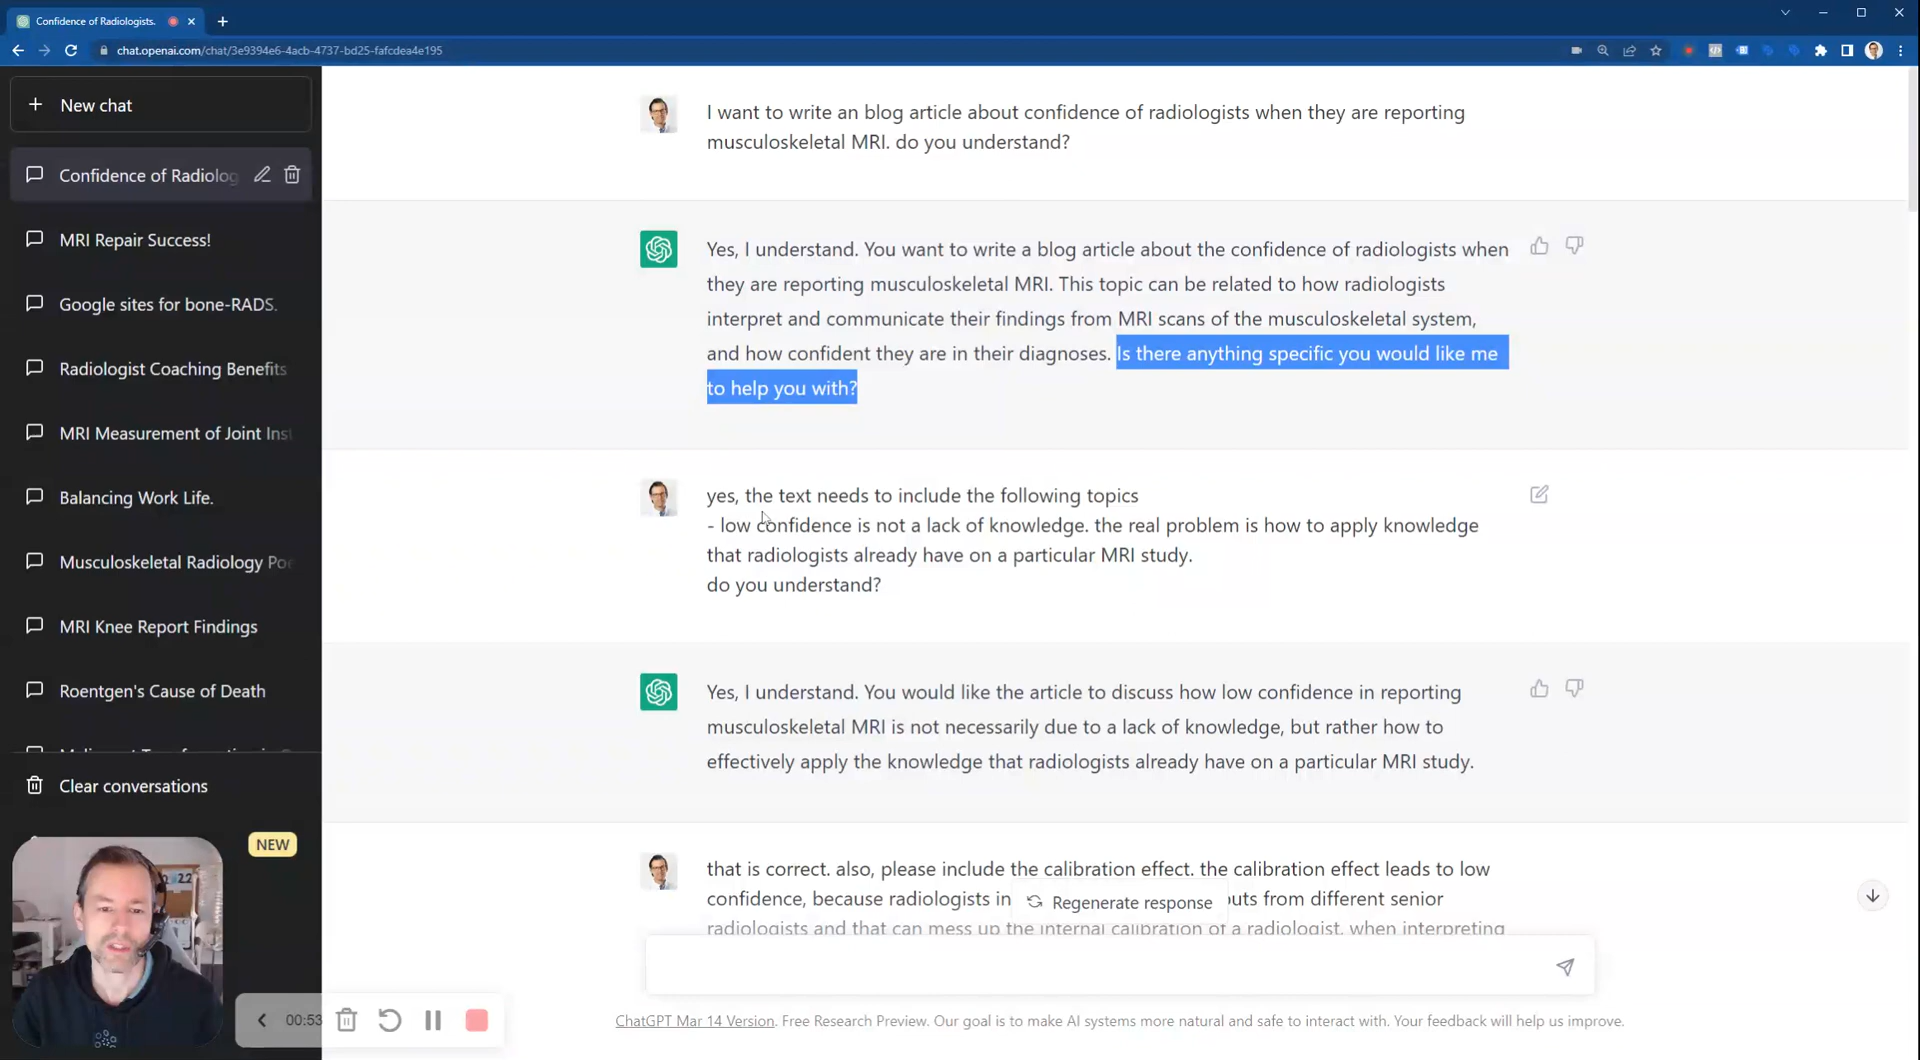 Confidence of Radiologists.
chat.openai.com/chat/3e9394e6-4acb-4737-bd25-fafcdea4e195
New chat
Confidence of Radiolog
MRI Repair Success!
Google sites for bone-RADS.
Radiologist Coaching Benefits
MRI Measurement of Joint Inst
Balancing Work Life.
Musculoskeletal Radiology Poe
MRI Knee Report Findings
Roentgen's Cause of Death
Clear conversations
NEW
00:53
I want to write an blog article about confidence of radiologists when they are reporting
musculoskeletal MRI. do you understand?
Yes, I understand. You want to write a blog article about the confidence of radiologists when
they are reporting musculoskeletal MRI. This topic can be related to how radiologists
interpret and communicate their findings from MRI scans of the musculoskeletal system,
and how confident they are in their diagnoses. Is there anything specific you would like me
to help you with?
yes, the text needs to include the following topics
- low confidence is not a lack of knowledge. the real problem is how to apply knowledge
that radiologists already have on a particular MRI study.
do you understand?
Yes, I understand. You would like the article to discuss how low confidence in reporting
musculoskeletal MRI is not necessarily due to a lack of knowledge, but rather how to
effectively apply the knowledge that radiologists already have on a particular MRI study.
that is correct. also, please include the calibration effect. the calibration effect leads to low
confidence, because radiologists in
Regenerate response
from different senior
radiologists and that can mess up the internal calibration of a radiologist, when interpreting
ChatGPT Mar 14 Version. Free Research Preview. Our goal is to make AI systems more natural and safe to interact with. Your feedback will help us improve.